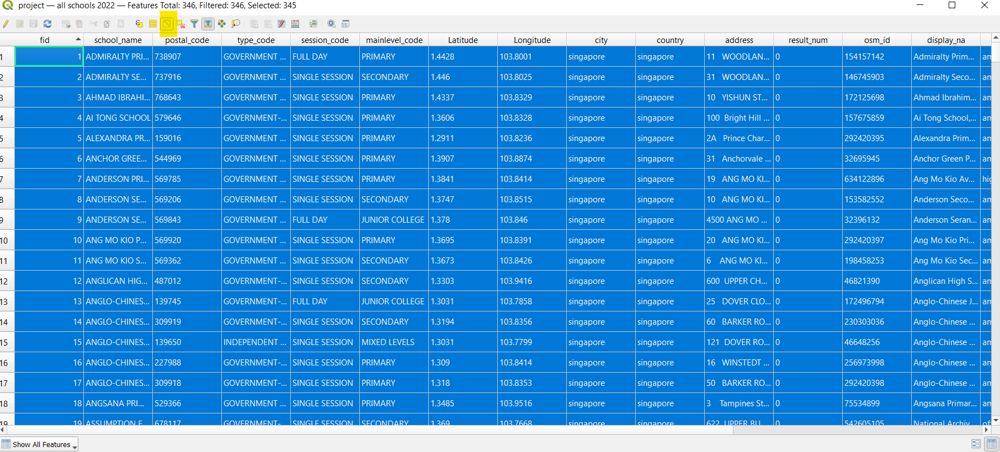 project — all schools 2022 — Features Total: 346, Filtered: 346, Selected: 345
fid school_name postal_code type_code session_code mainlevel_code Latitude Longitude city country address result_num osm_id display_na
1 1 ADMIRALTY PRI... 738907 GOVERNMENT ... FULL DAY PRIMARY 1.4428 103.8001 singapore singapore 11 WOODLAN... 0 154157142 Admiralty Prim... am
2 2 ADMIRALTY SE... 737916 GOVERNMENT ... SINGLE SESSION SECONDARY 1.446 103.8025 singapore singapore 31 WOODLAN... 0 146745903 Admiralty Seco... am
3 3 AHMAD IBRAHI... 768643 GOVERNMENT ... SINGLE SESSION PRIMARY 1.4337 103.8329 singapore singapore 10 YISHUN ST... 0 172125698 Ahmad Ibrahim... am
4 4 AI TONG SCHOOL 579646 GOVERNMENT-... SINGLE SESSION PRIMARY 1.3606 103.8328 singapore singapore 100 Bright Hill ... 0 157675859 Ai Tong School,... am
5 5 ALEXANDRA PR... 159016 GOVERNMENT ... SINGLE SESSION PRIMARY 1.2911 103.8236 singapore singapore 2A Prince Char... 0 292420395 Alexandra Prim... am
6 6 ANCHOR GREE... 544969 GOVERNMENT ... SINGLE SESSION PRIMARY 1.3907 103.8874 singapore singapore 31 Anchorvale ... 0 32695945 Anchor Green P... am
7 7 ANDERSON PRI... 569785 GOVERNMENT ... SINGLE SESSION PRIMARY 1.3841 103.8414 singapore singapore 19 ANG MO KI... 0 634122896 Ang Mo Kio Av... hig
8 8 ANDERSON SE... 569206 GOVERNMENT ... SINGLE SESSION SECONDARY 1.3747 103.8515 singapore singapore 10 ANG MO KI... 0 153582552 Anderson Seco... am
9 9 ANDERSON SE... 569843 GOVERNMENT ... FULL DAY JUNIOR COLLEGE 1.378 103.846 singapore singapore 4500 ANG MO ... 0 32396132 Anderson Seran... am
10 10 ANG MO KIO P... 569920 GOVERNMENT ... SINGLE SESSION PRIMARY 1.3695 103.8391 singapore singapore 20 ANG MO KI... 0 292420397 Ang Mo Kio Pri... am
11 11 ANG MO KIO S... 569362 GOVERNMENT ... SINGLE SESSION SECONDARY 1.3673 103.8426 singapore singapore 6 ANG MO KI... 0 198458253 Ang Mo Kio Sec... am
12 12 ANGLICAN HIG... 487012 GOVERNMENT-... SINGLE SESSION SECONDARY 1.3303 103.9416 singapore singapore 600 UPPER CH... 0 46821390 Anglican High S... am
13 13 ANGLO-CHINES... 139745 GOVERNMENT-... FULL DAY JUNIOR COLLEGE 1.3031 103.7858 singapore singapore 25 DOVER CLO... 0 172496794 Anglo-Chinese J... am
14 14 ANGLO-CHINES... 309919 GOVERNMENT-... SINGLE SESSION SECONDARY 1.3194 103.8356 singapore singapore 60 BARKER RO... 0 230303036 Anglo-Chinese ... am
15 15 ANGLO-CHINES... 139650 INDEPENDENT ... SINGLE SESSION MIXED LEVELS 1.3031 103.7799 singapore singapore 121 DOVER RO... 0 46648256 Anglo-Chinese ... am
16 16 ANGLO-CHINES... 227988 GOVERNMENT-... SINGLE SESSION PRIMARY 1.309 103.8414 singapore singapore 16 WINSTEDT ... 0 256973998 Anglo-Chinese ... am
17 17 ANGLO-CHINES... 309918 GOVERNMENT-... SINGLE SESSION PRIMARY 1.318 103.8353 singapore singapore 50 BARKER RO... 0 292420398 Anglo-Chinese ... am
18 18 ANGSANA PRI... 529366 GOVERNMENT ... SINGLE SESSION PRIMARY 1.3485 103.9516 singapore singapore 3 Tampines St... 0 75534899 Angsana Primar... am
19 19 ASSUMPTION E... 678117 GOVERNMENT-... SINGLE SESSION SECONDARY 1.369 103.7668 singapore singapore 622 UPPER BU... 0 542605105 National Archiv... off
Show All Features